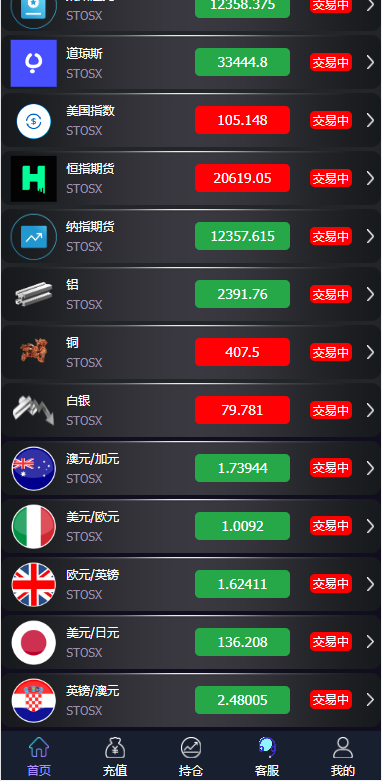 12358.375
交易中
STOSX
道琼斯
STOSX
33444.8
交易中
美国指数
STOSX
105.148
交易中
恒指期货
STOSX
20619.05
交易中
纳指期货
STOSX
12357.615
交易中
铝
STOSX
2391.76
交易中
铜
STOSX
407.5
交易中
白银
STOSX
79.781
交易中
澳元/加元
STOSX
1.73944
交易中
美元/欧元
STOSX
1.0092
交易中
欧元/英镑
STOSX
1.62411
交易中
美元/日元
STOSX
136.208
交易中
英镑/澳元
STOSX
2.48005
交易中
首页
充值
持仓
客服
我的